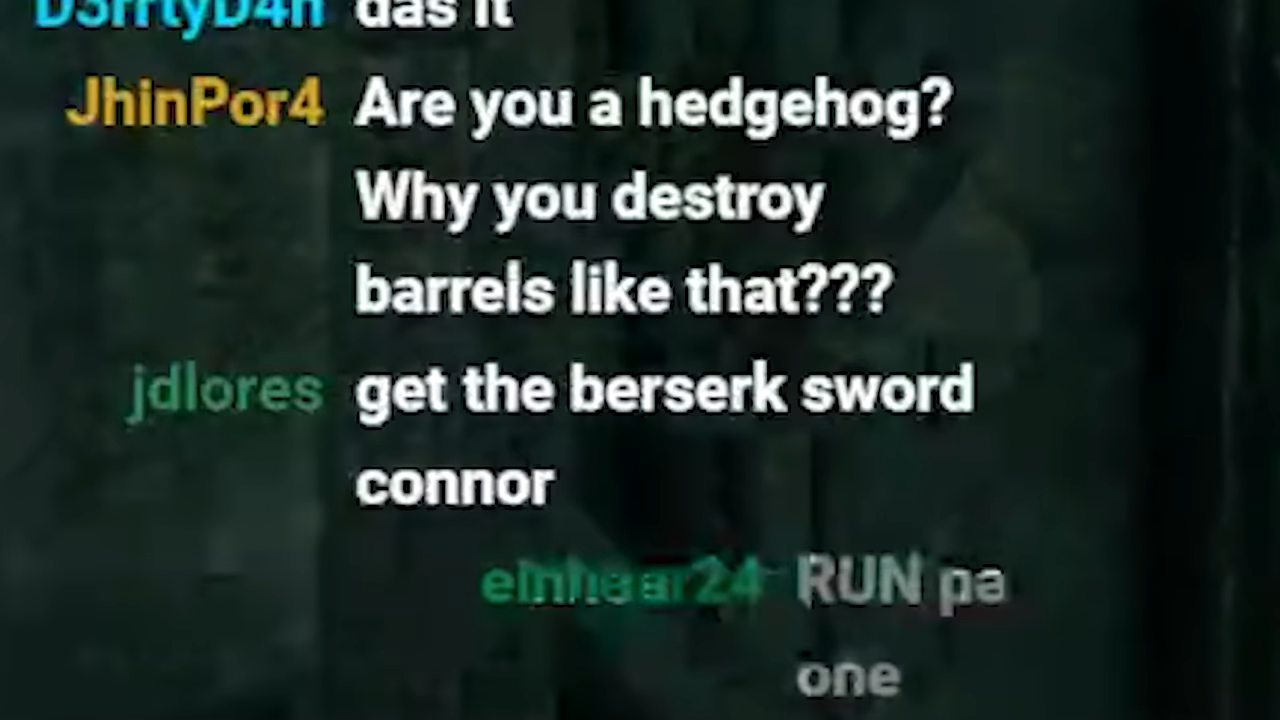 das it
JhinPor4 Are you a hedgehog?
Why you destroy
barrels like that???
jdlores get the berserk sword
connor
RUN pa
one